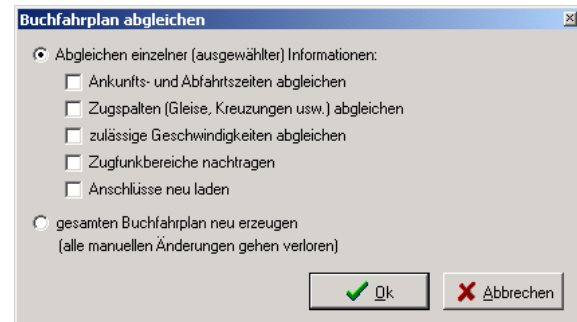 Buchfahrplan abgleichen
Abgleichen einzelner (ausgewählter) Informationen:
Ankunfts- und Abfahrtszeiten abgleichen
Zugspalten (Gleise, Kreuzungen usw.) abgleichen
zulässige Geschwindigkeiten abgleichen
Zugfunkbereiche nachtragen
Anschlüsse neu laden
gesamten Buchfahrplan neu erzeugen
(alle manuellen Änderungen gehen verloren)
Ok Abbrechen